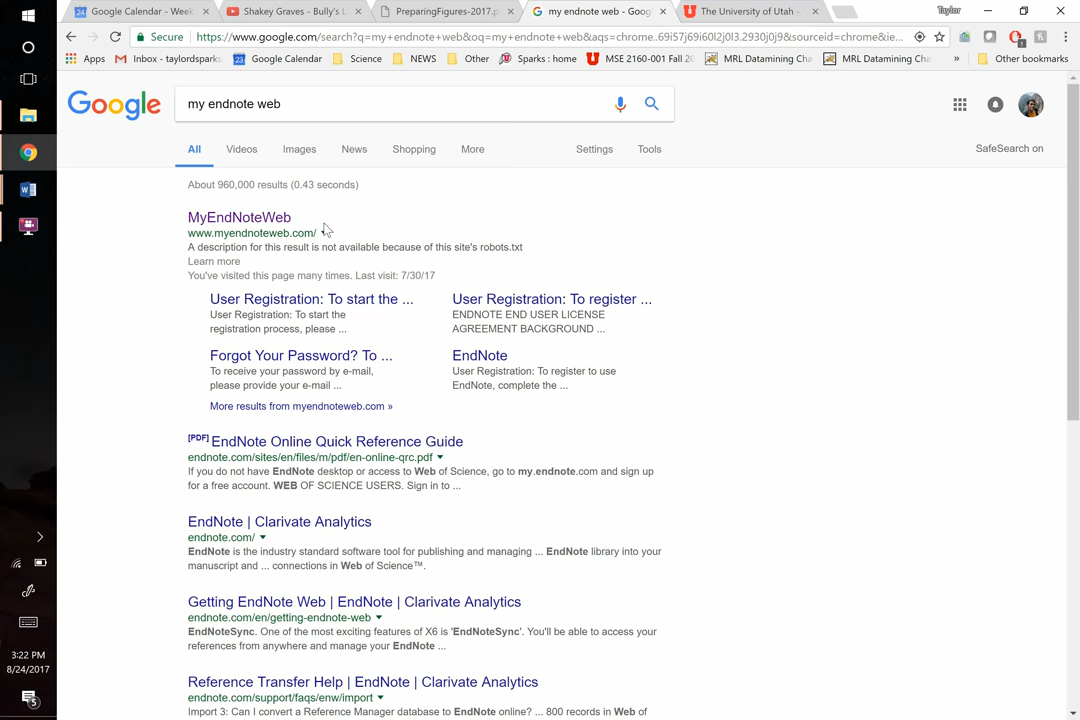 Google Calendar - Week
Shakey Graves - Bully's L
PreparingFigures-2017.p
my endnote web - Goog
The University of Utah -
Taylor
Secure
https://www.google.com/search?q=my+endnote+web&oq=my+endnote+web&aqs=chrome..69i57j69i60l2j0l3.2930j0j9&sourceid=chrome&ie...
Apps
Inbox - taylordspark
Google Calendar
Science
NEWS
Other
Sparks : home
MSE 2160-001 Fall 20
MRL Datamining Cha
MRL Datamining Cha
»
Other bookmarks
Google
my endnote web
All
Videos
Images
News
Shopping
More
Settings
Tools
SafeSearch on
About 960,000 results (0.43 seconds)
MyEndNoteWeb
www.myendnoteweb.com/
A description for this result is not available because of this site's robots.txt
Learn more
You've visited this page many times. Last visit: 7/30/17
User Registration: To start the ...
User Registration: To start the
registration process, please ...
User Registration: To register ...
ENDNOTE END USER LICENSE
AGREEMENT BACKGROUND ...
Forgot Your Password? To ...
To receive your password by e-mail,
please provide your e-mail ...
EndNote
User Registration: To register to use
EndNote, complete the ...
More results from myendnoteweb.com »
[PDF] EndNote Online Quick Reference Guide
endnote.com/sites/en/files/m/pdf/en-online-qrc.pdf
If you do not have EndNote desktop or access to Web of Science, go to my.endnote.com and sign up
for a free account. WEB OF SCIENCE USERS. Sign in to ...
EndNote | Clarivate Analytics
endnote.com/
EndNote is the industry standard software tool for publishing and managing ... EndNote library into your
manuscript and ... connections in Web of Science™.
Getting EndNote Web | EndNote | Clarivate Analytics
endnote.com/en/getting-endnote-web
EndNoteSync. One of the most exciting features of X6 is 'EndNoteSync'. You'll be able to access your
references from anywhere and manage your EndNote ...
Reference Transfer Help | EndNote | Clarivate Analytics
endnote.com/support/faqs/enw/import
Import 3: Can I convert a Reference Manager database to EndNote online? ... 800 records in Web of
3:22 PM
8/24/2017
5